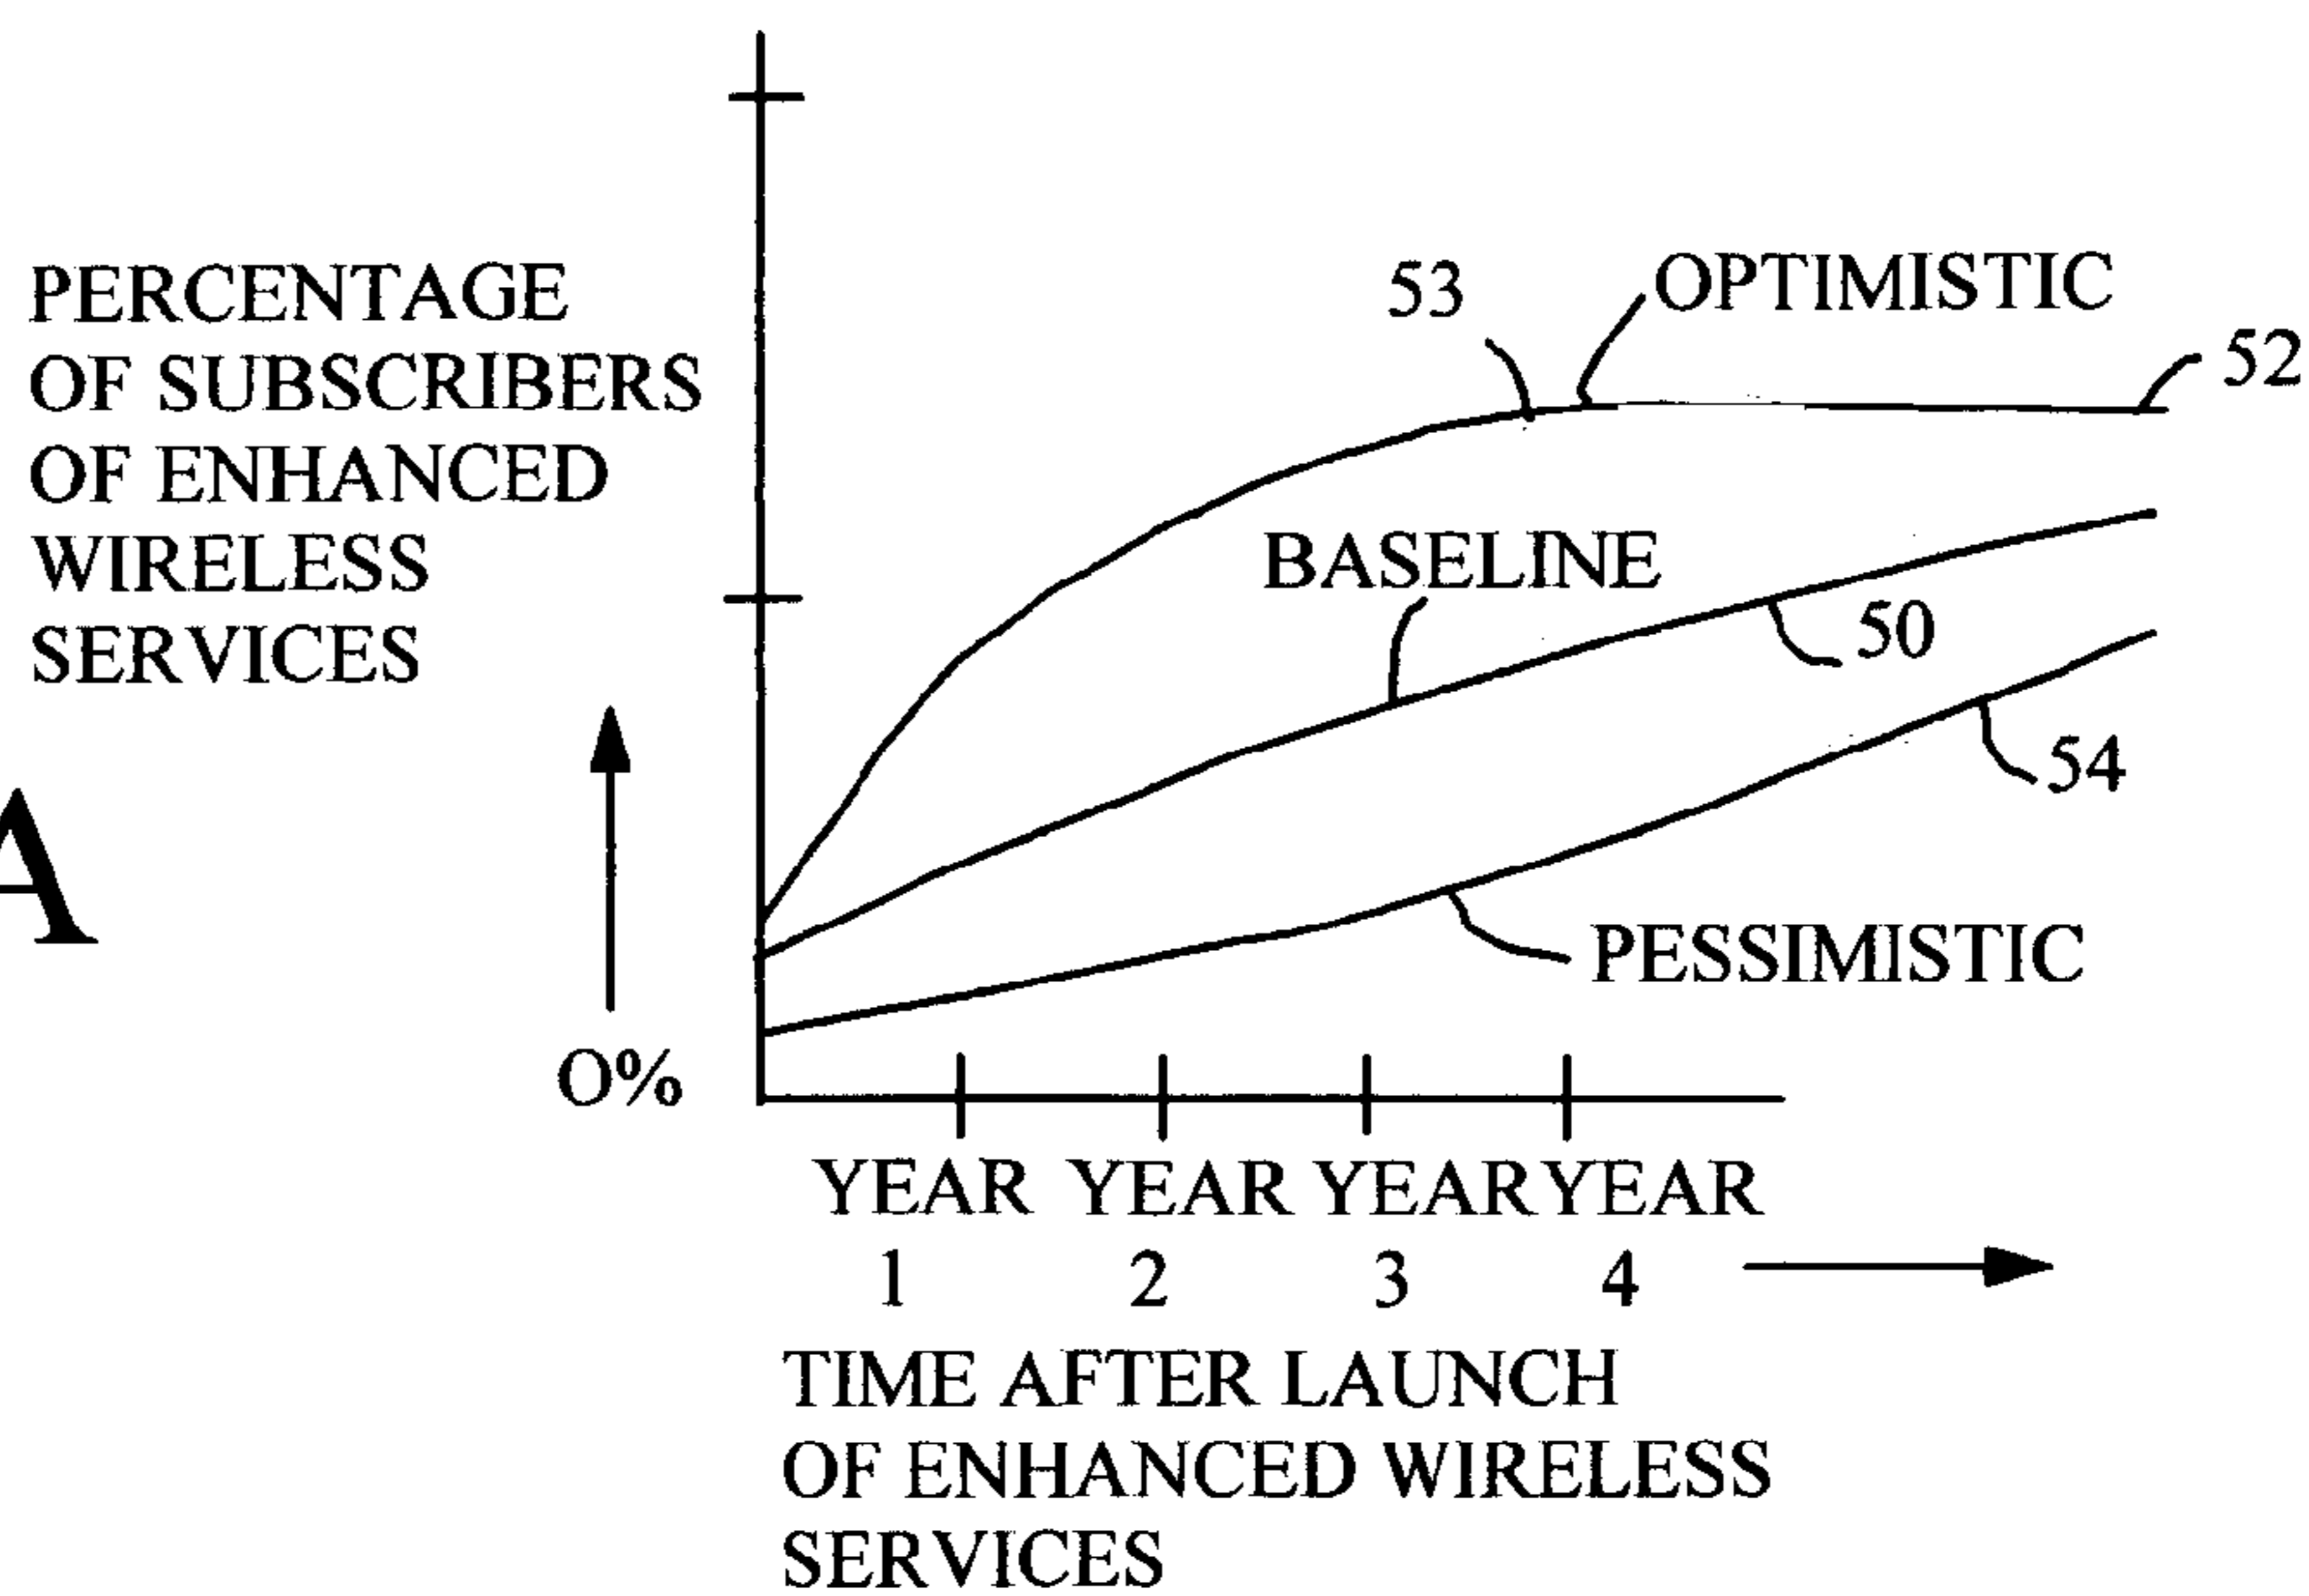 PERCENTAGE
OF SUBSCRIBERS
OF ENHANCED
WIRELESS
SERVICES
53
OPTIMISTIC
52
BASELINE
50
54
PESSIMISTIC
A
0%
YEAR YEAR YEAR YEAR
1 2 3 4
TIME AFTER LAUNCH
OF ENHANCED WIRELESS
SERVICES